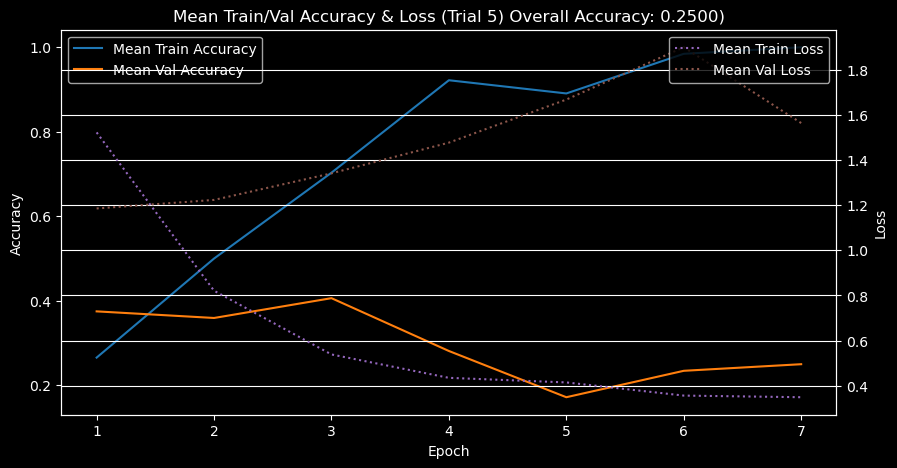 Mean Train/Val Accuracy & Loss (Trial 5) Overall Accuracy: 0.2500)
Mean Train Accuracy
Mean Val Accuracy
Mean Train Loss
Mean Val Loss
1.0
0.8
0.6
0.4
0.2
Accuracy
1.8
1.6
1.4
1.2
1.0
0.8
0.6
0.4
Loss
1 2 3 4 5 6 7
Epoch